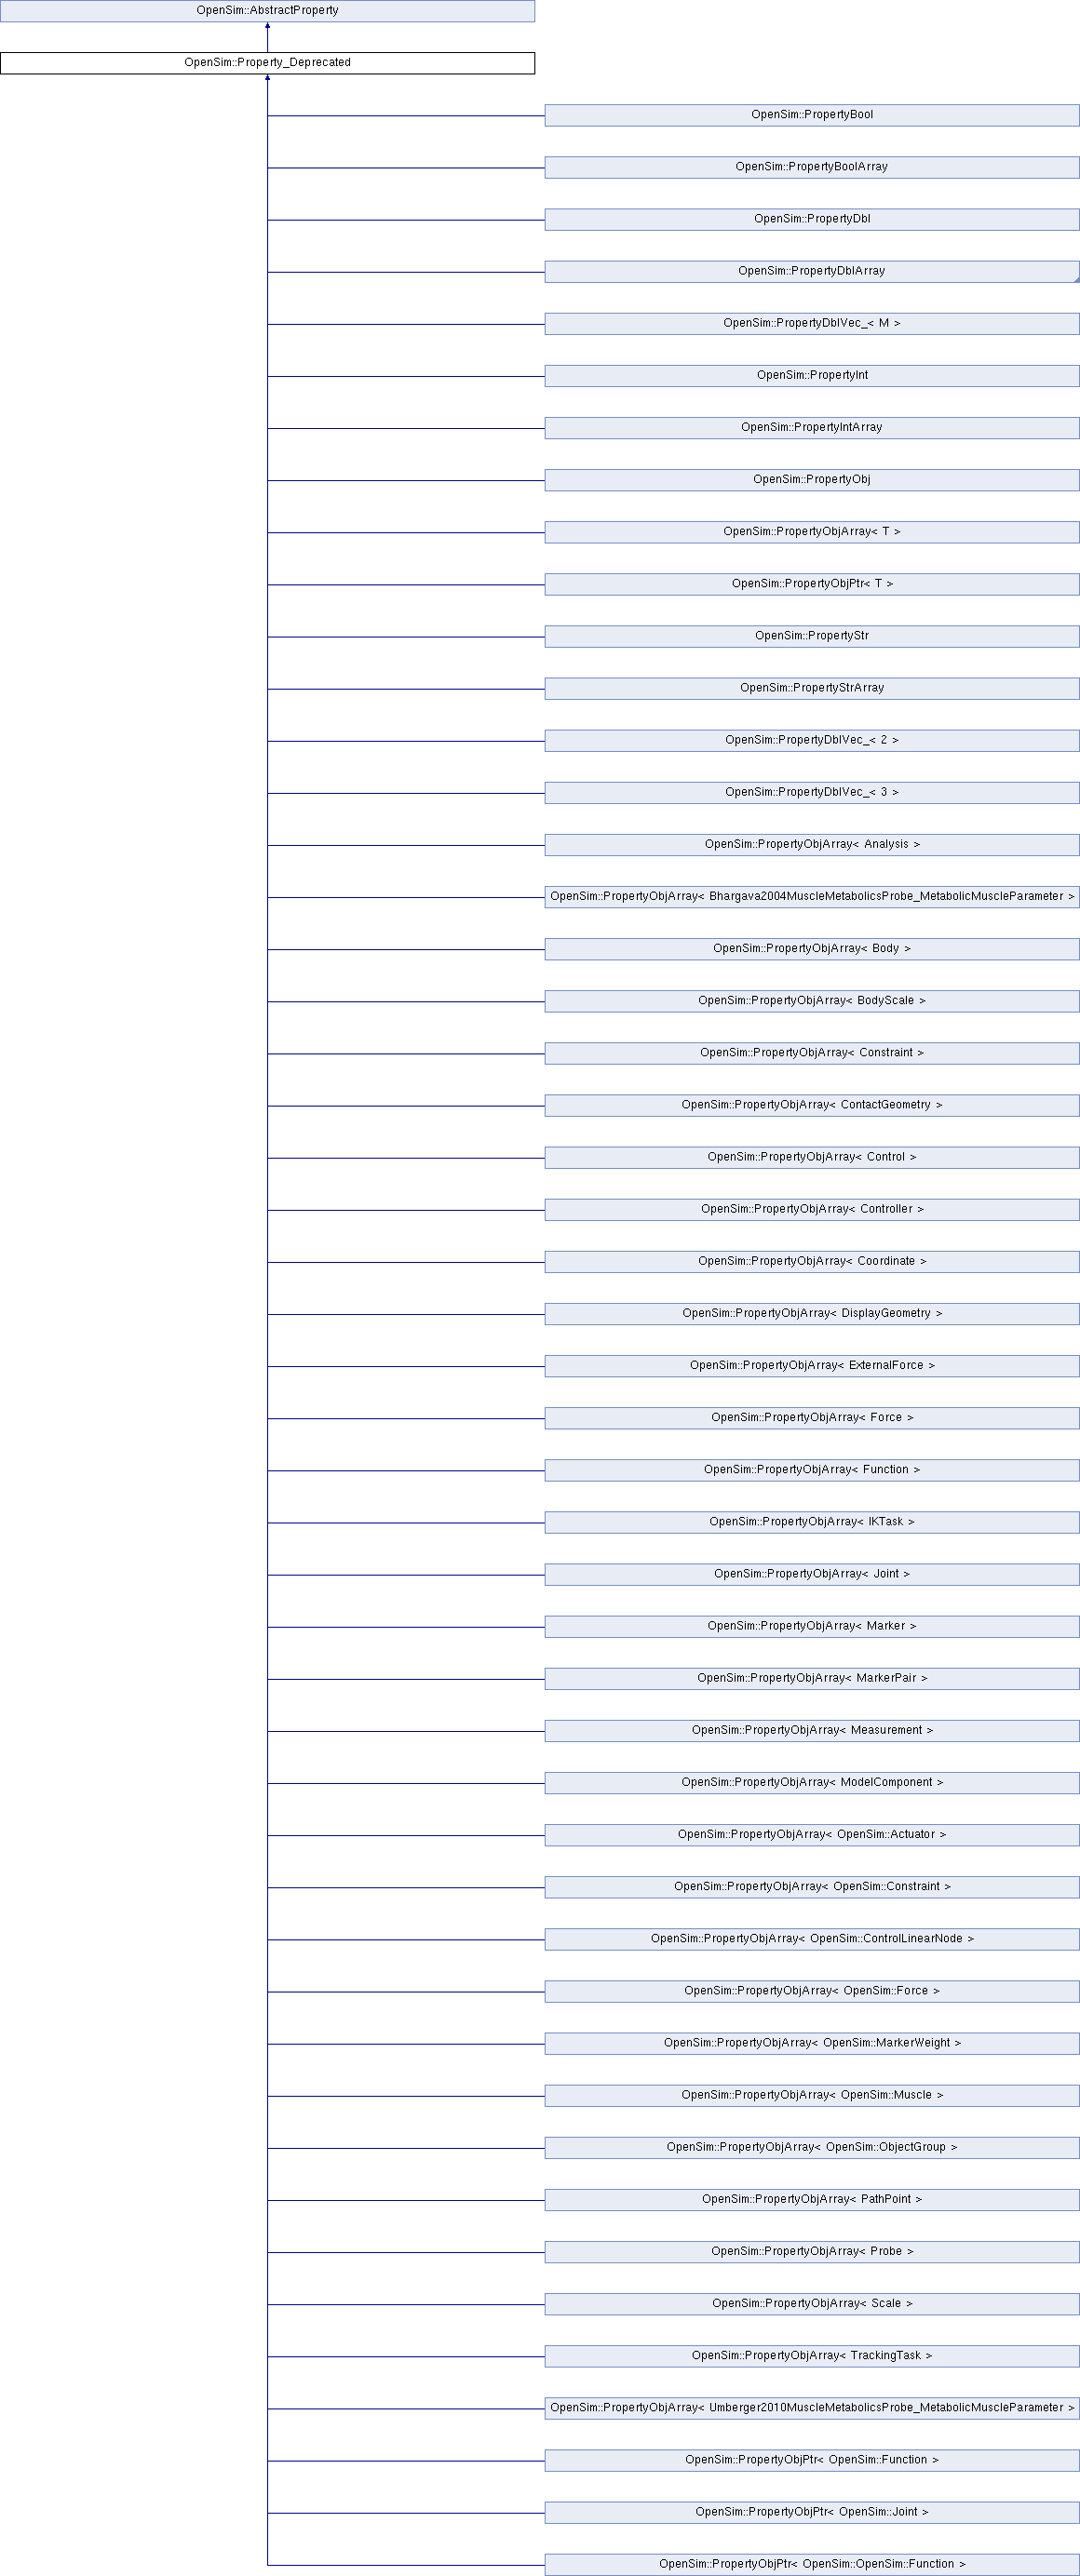 OpenSim::AbstractProperty
OpenSim::Property_Deprecated
OpenSim::PropertyBool
OpenSim::PropertyBoolArray
OpenSim::PropertyDbl
OpenSim::PropertyDblArray
OpenSim::PropertyDblVec_< M >
OpenSim::PropertyInt
OpenSim::PropertyIntArray
OpenSim::PropertyObj
OpenSim::PropertyObjArray< T >
OpenSim::PropertyObjPtr< T >
OpenSim::PropertyStr
OpenSim::PropertyStrArray
OpenSim::PropertyDblVec_< 2 >
OpenSim::PropertyDblVec_< 3 >
OpenSim::PropertyObjArray< Analysis >
OpenSim::PropertyObjArray< Bhargava2004MuscleMetabolicsProbe_MetabolicMuscleParameter >
OpenSim::PropertyObjArray< Body >
OpenSim::PropertyObjArray< BodyScale >
OpenSim::PropertyObjArray< Constraint >
OpenSim::PropertyObjArray< ContactGeometry >
OpenSim::PropertyObjArray< Control >
OpenSim::PropertyObjArray< Controller >
OpenSim::PropertyObjArray< Coordinate >
OpenSim::PropertyObjArray< DisplayGeometry >
OpenSim::PropertyObjArray< ExternalForce >
OpenSim::PropertyObjArray< Force >
OpenSim::PropertyObjArray< Function >
OpenSim::PropertyObjArray< IKTask >
OpenSim::PropertyObjArray< Joint >
OpenSim::PropertyObjArray< Marker >
OpenSim::PropertyObjArray< MarkerPair >
OpenSim::PropertyObjArray< Measurement >
OpenSim::PropertyObjArray< ModelComponent >
OpenSim::PropertyObjArray< OpenSim::Actuator >
OpenSim::PropertyObjArray< OpenSim::Constraint >
OpenSim::PropertyObjArray< OpenSim::ControlLinearNode >
OpenSim::PropertyObjArray< OpenSim::Force >
OpenSim::PropertyObjArray< OpenSim::MarkerWeight >
OpenSim::PropertyObjArray< OpenSim::Muscle >
OpenSim::PropertyObjArray< OpenSim::ObjectGroup >
OpenSim::PropertyObjArray< PathPoint >
OpenSim::PropertyObjArray< Probe >
OpenSim::PropertyObjArray< Scale >
OpenSim::PropertyObjArray< TrackingTask >
OpenSim::PropertyObjArray< Umberger2010MuscleMetabolicsProbe_MetabolicMuscleParameter >
OpenSim::PropertyObjPtr< OpenSim::Function >
OpenSim::PropertyObjPtr< OpenSim::Joint >
OpenSim::PropertyObjPtr< OpenSim::OpenSim::Function >